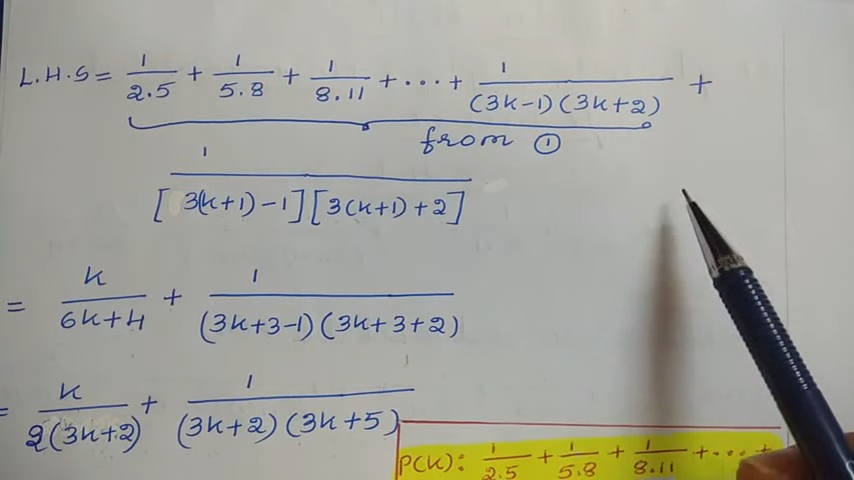 L.H.S = 1/2.5 + 1/5.8 + 1/8.11 + ... + 1/(3k-1)(3k+2) +
from ①
1/[3(k+1)-1][3(k+1)+2]
= k/6k+4 + 1/(3k+3-1)(3k+3+2)
= k/2(3k+2) + 1/(3k+2)(3k+5)
P(K): 1/2.5 + 1/5.8 + 1/8.11 + ... +